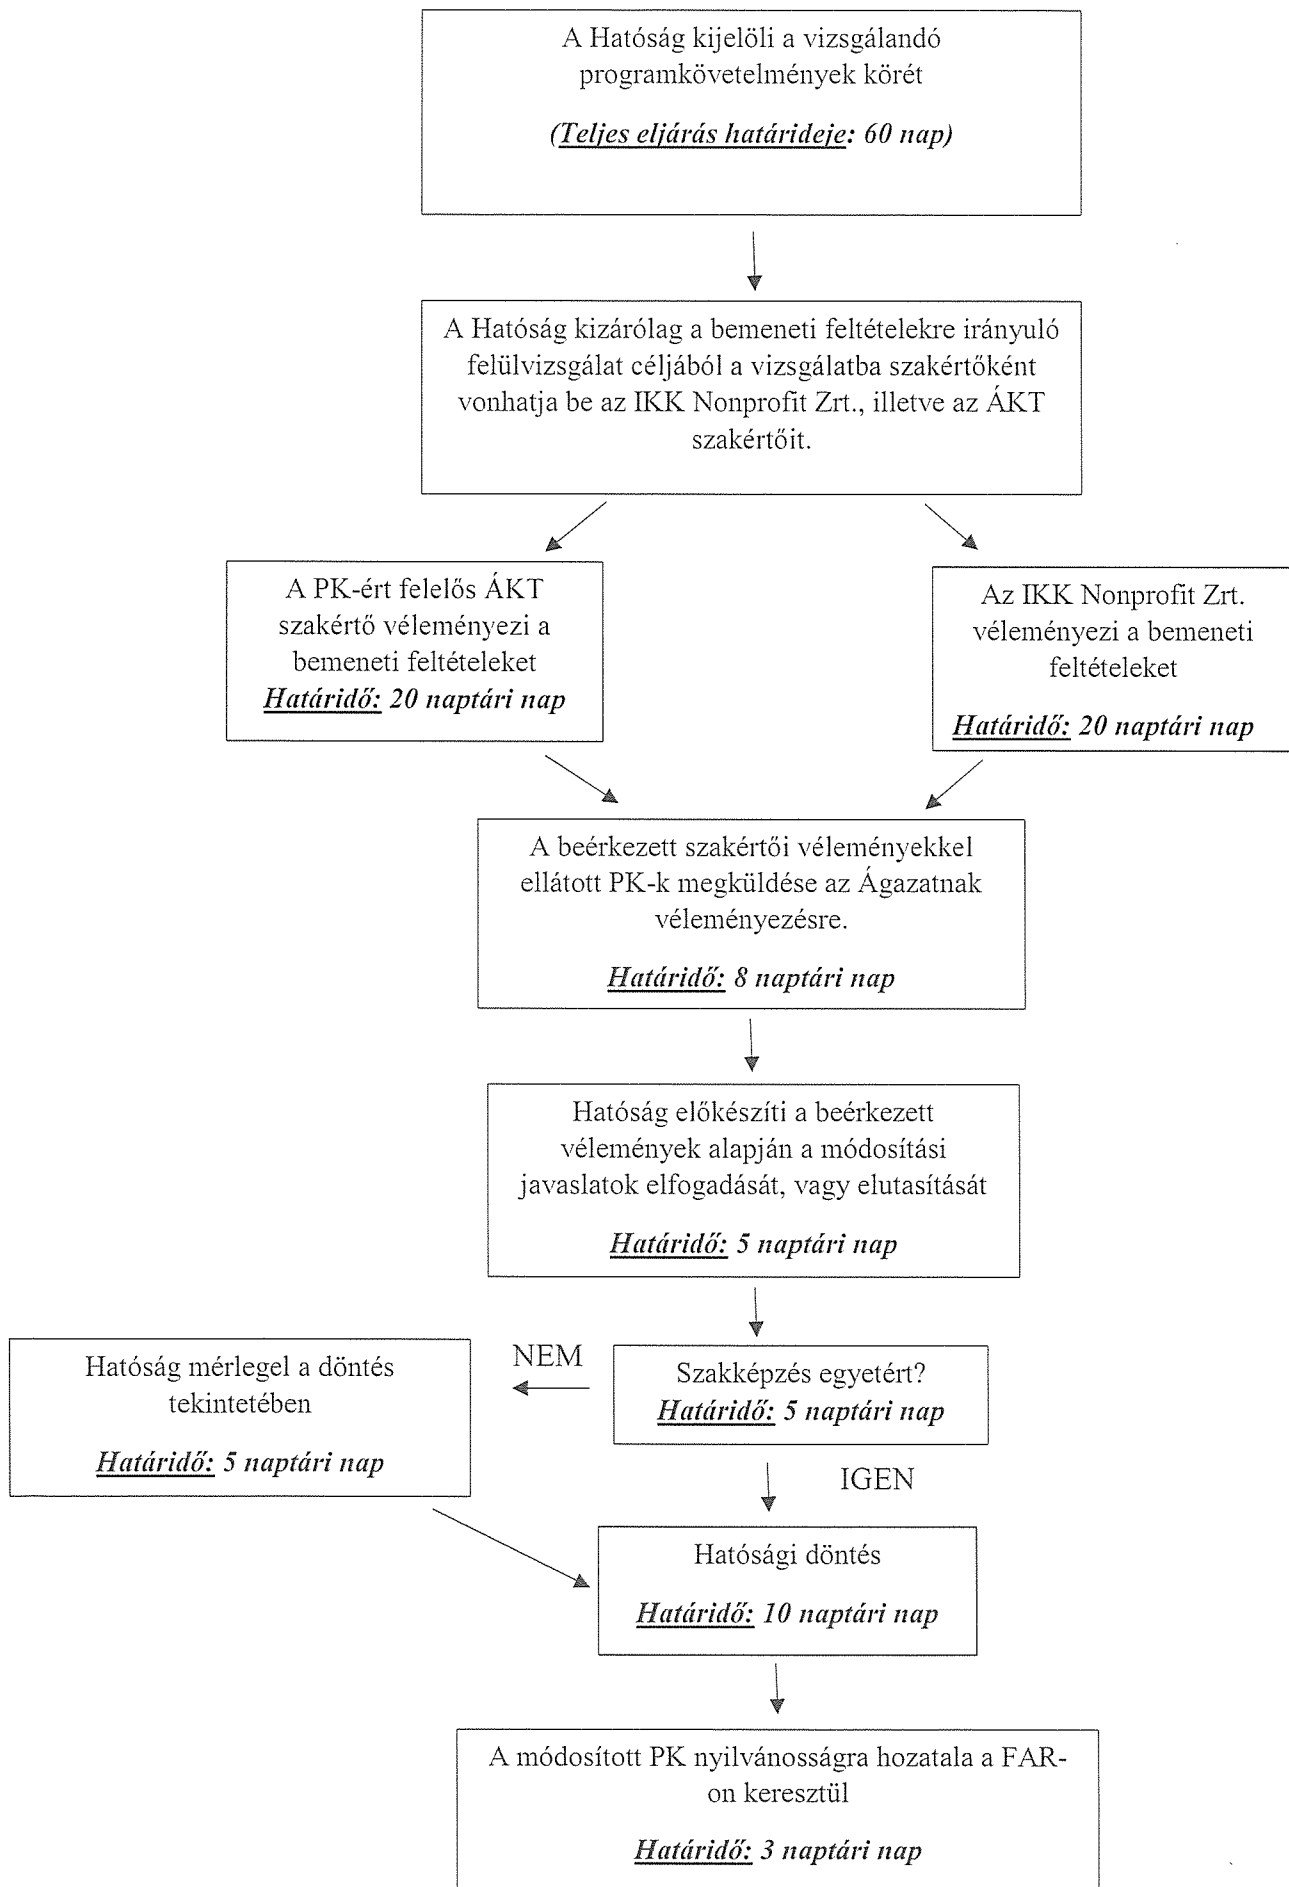 A Hatóság kijelöli a vizsgálandó
programkövetelmények körét
(Teljes eljárás határideje: 60 nap)
A Hatóság kizárólag a bemeneti feltételekre irányuló
felülvizsgálat céljából a vizsgálatba szakértőként
vonhatja be az IKK Nonprofit Zrt., illetve az ÁKT
szakértőit.
A PK-ért felelős ÁKT
szakértő véleményezi a
bemeneti feltételeket
Határidő: 20 naptári nap
Az IKK Nonprofit Zrt.
véleményezi a bemeneti
feltételeket
Határidő: 20 naptári nap
A beérkezett szakértői véleményekkel
ellátott PK-k megküldése az Ágazatnak
véleményezésre.
Határidő: 8 naptári nap
Hatóság előkészíti a beérkezett
vélemények alapján a módosítási
javaslatok elfogadását, vagy elutasítását
Határidő: 5 naptári nap
Szakképzés egyetért?
Határidő: 5 naptári nap
NEM
Hatóság mérlegel a döntés
tekintetében
Határidő: 5 naptári nap
IGEN
Hatósági döntés
Határidő: 10 naptári nap
A módosított PK nyilvánosságra hozatala a FAR-
on keresztül
Határidő: 3 naptári nap